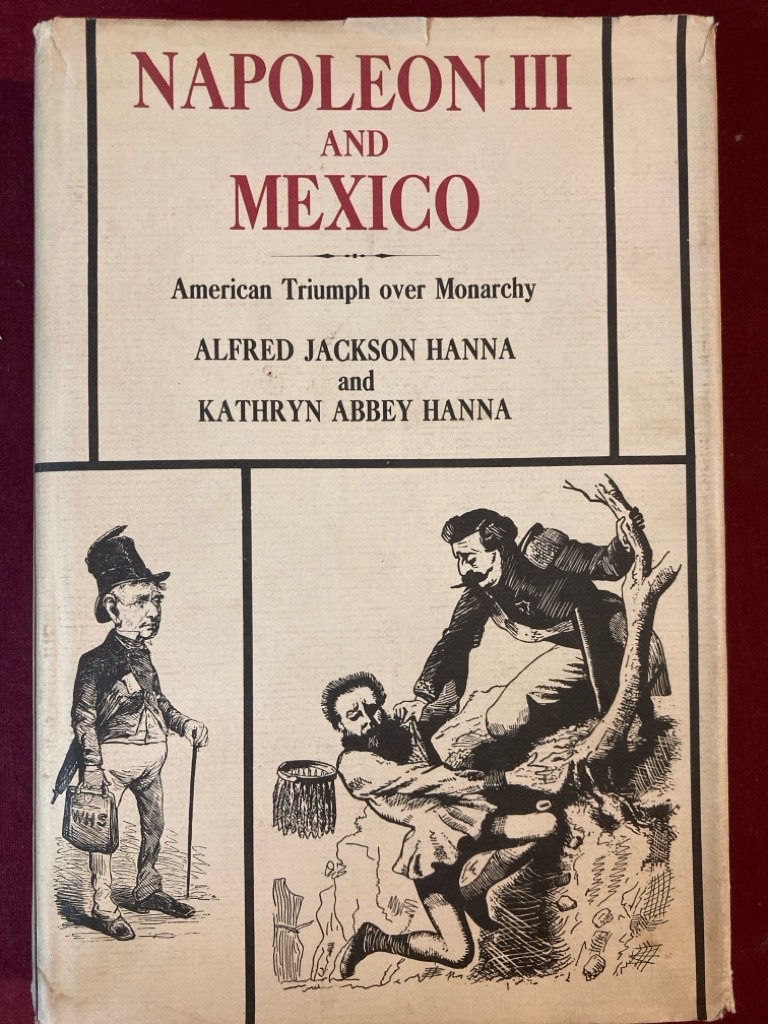 NAPOLEON III
AND
MEXICO
American Triumph over Monarchy
ALFRED JACKSON HANNA
and
KATHRYN ABBEY HANNA
WHS